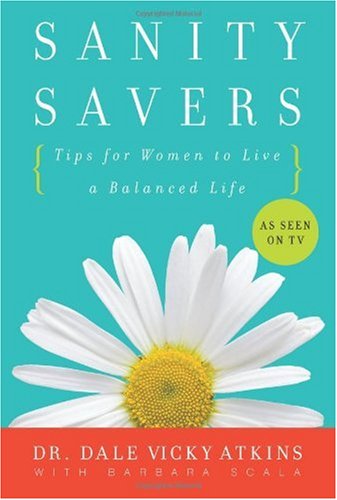 SANITY
SAVERS
{ Tips for Women to Live
a Balanced Life }
AS SEEN
ON TV
DR. DALE VICKY ATKINS
WITH BARBARA SCALA